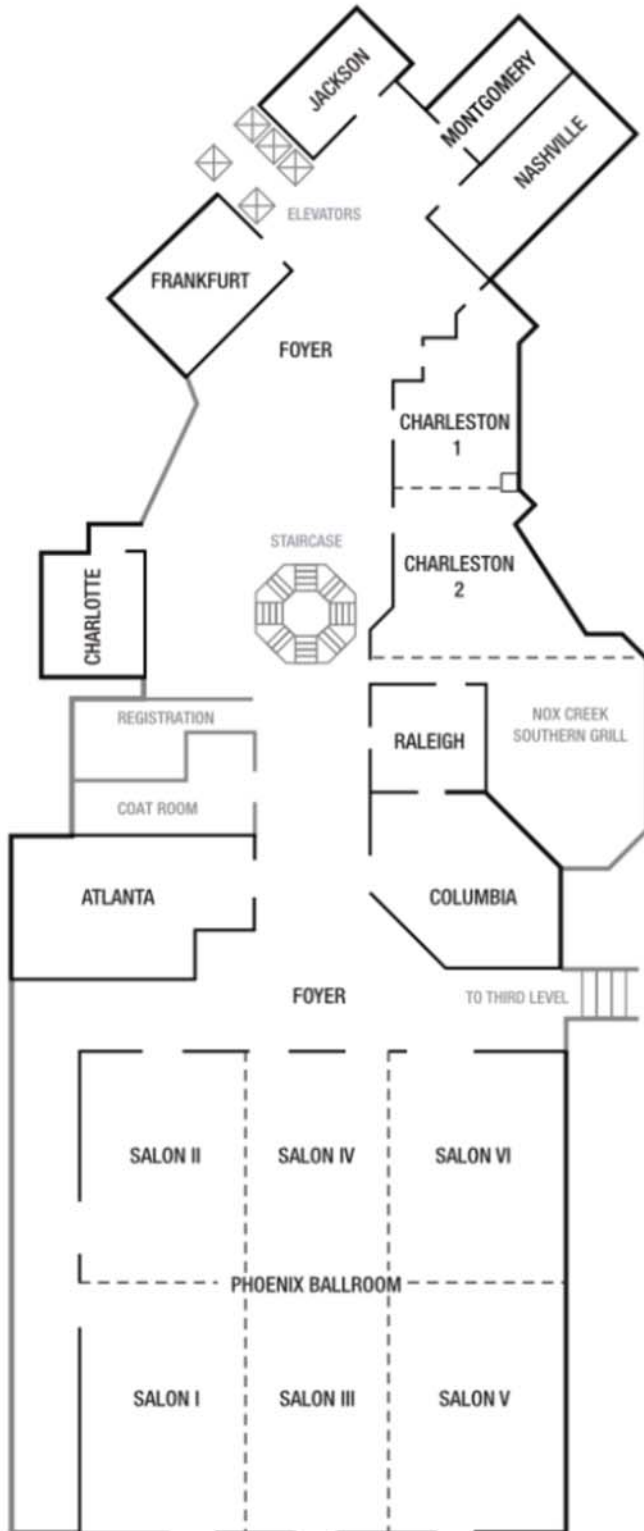 JACKSON
MONTGOMERY
NASHVILLE
ELEVATORS
FRANKFURT
FOYER
CHARLESTON
1
STAIRCASE
CHARLESTON
2
CHARLOTTE
REGISTRATION
NOX CREEK
SOUTHERN GRILL
RALEIGH
COAT ROOM
ATLANTA
COLUMBIA
FOYER
TO THIRD LEVEL
SALON II
SALON IV
SALON VI
PHOENIX BALLROOM
SALON I
SALON III
SALON V